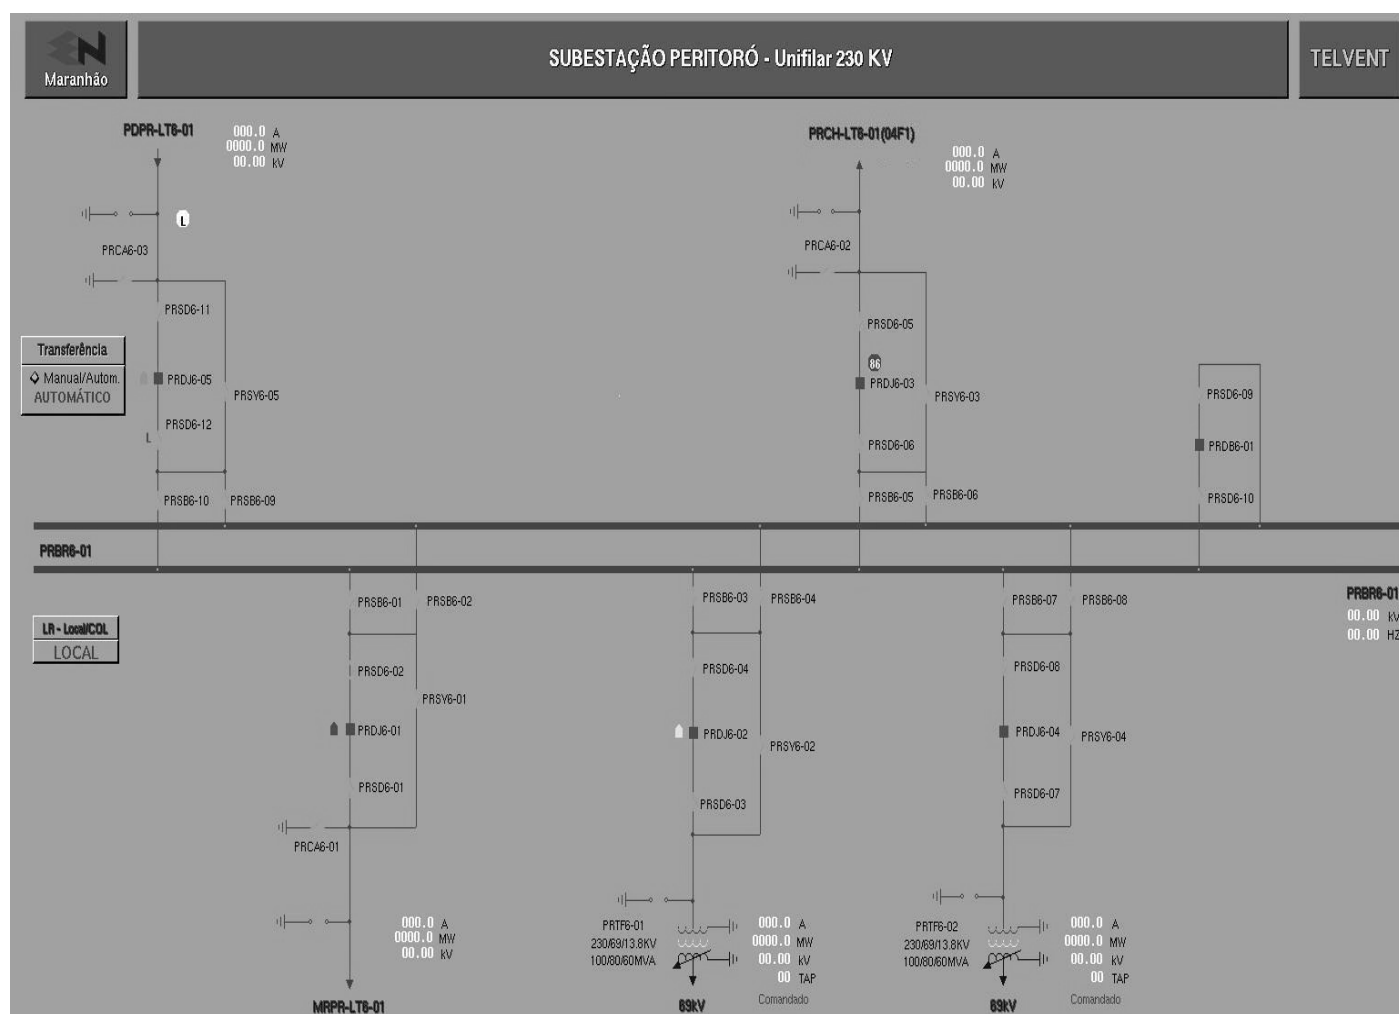 Maranhão
SUBESTAÇÃO PERITORÓ - Unifilar 230 KV
TELVENT
PDPR-LT6-01
000.0 A
0000.0 MW
00.00 kV
PRCH-LT6-01(04F1)
000.0 A
0000.0 MW
00.00 kV
L
PRCA6-03
PRCA6-02
PRSD6-11
PRSD6-05
Transferência
Manual/Autom.
AUTOMÁTICO
PRDJ6-05
PRSY6-05
86
PRDJ6-03
PRSY6-03
PRSD6-09
PRSD6-12
L
PRSD6-06
PRDB6-01
PRSB6-10
PRSB6-09
PRSB6-05
PRSB6-06
PRSD6-10
PRBR6-01
PRSB6-01
PRSB6-02
PRSB6-03
PRSB6-04
PRSB6-07
PRSB6-08
PRBR6-01
00.00 kV
00.00 HZ
LR - Local/COL
LOCAL
PRSD6-02
PRSD6-04
PRSD6-08
PRSY6-01
PRDJ6-01
PRDJ6-02
PRSY6-02
PRDJ6-04
PRSY6-04
PRSD6-01
PRSD6-03
PRSD6-07
PRCA6-01
000.0 A
0000.0 MW
00.00 kV
MRPR-LT6-01
PRTF6-01
230/69/13.8KV
100/80/60MVA
000.0 A
0000.0 MW
00.00 kV
00 TAP
Comandado
69kV
PRTF6-02
230/69/13.8KV
100/80/60MVA
000.0 A
0000.0 MW
00.00 kV
00 TAP
Comandado
69kV